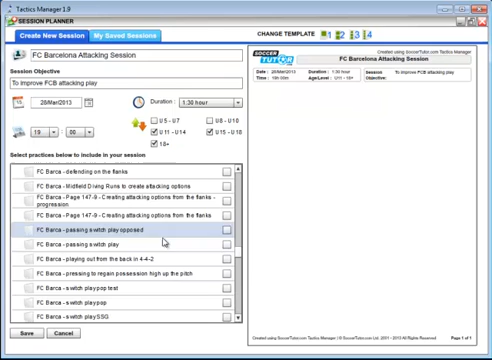 Tactics Manager 1.9
SESSION PLANNER
Create New Session
My Saved Sessions
CHANGE TEMPLATE
1 2 3 4
FC Barcelona Attacking Session
Session Objective
To improve FCB attacking play
28/Mar/2013
Duration : 1:30 hour
19 : 00
U5 - U7
U8 - U10
U11 - U14
U15 - U18
18+
Select practices below to include in your session
FC Barca - defending on the flanks
FC Barca - Midfield Diving Runs to create attacking options
FC Barca - Page 147-9 - Creating attacking options from the flanks - progression
FC Barca - Page 147-9 - Creating attacking options from the flanks
FC Barca - passing switch play opposed
FC Barca - passing switch play
FC Barca - playing out from the back in 4-4-2
FC Barca - pressing to regain possession high up the pitch
FC Barca - switch play pop test
FC Barca - switch play pop
FC Barca - switch play SSG
Save
Cancel
Created using SoccerTutor.com Tactics Manager
SOCCER TUTOR
FC Barcelona Attacking Session
Date : 28/Mar/2013
Duration : 1:30 hour
Session Objective:
To improve FCB attacking play
Time : 19h 00m
Age/Level : U11 - 18+
Created using SoccerTutor.com Tactics Manager © SoccerTutor.com Ltd. 2001 - 2013 All Rights Reserved.
Page 1 of 1